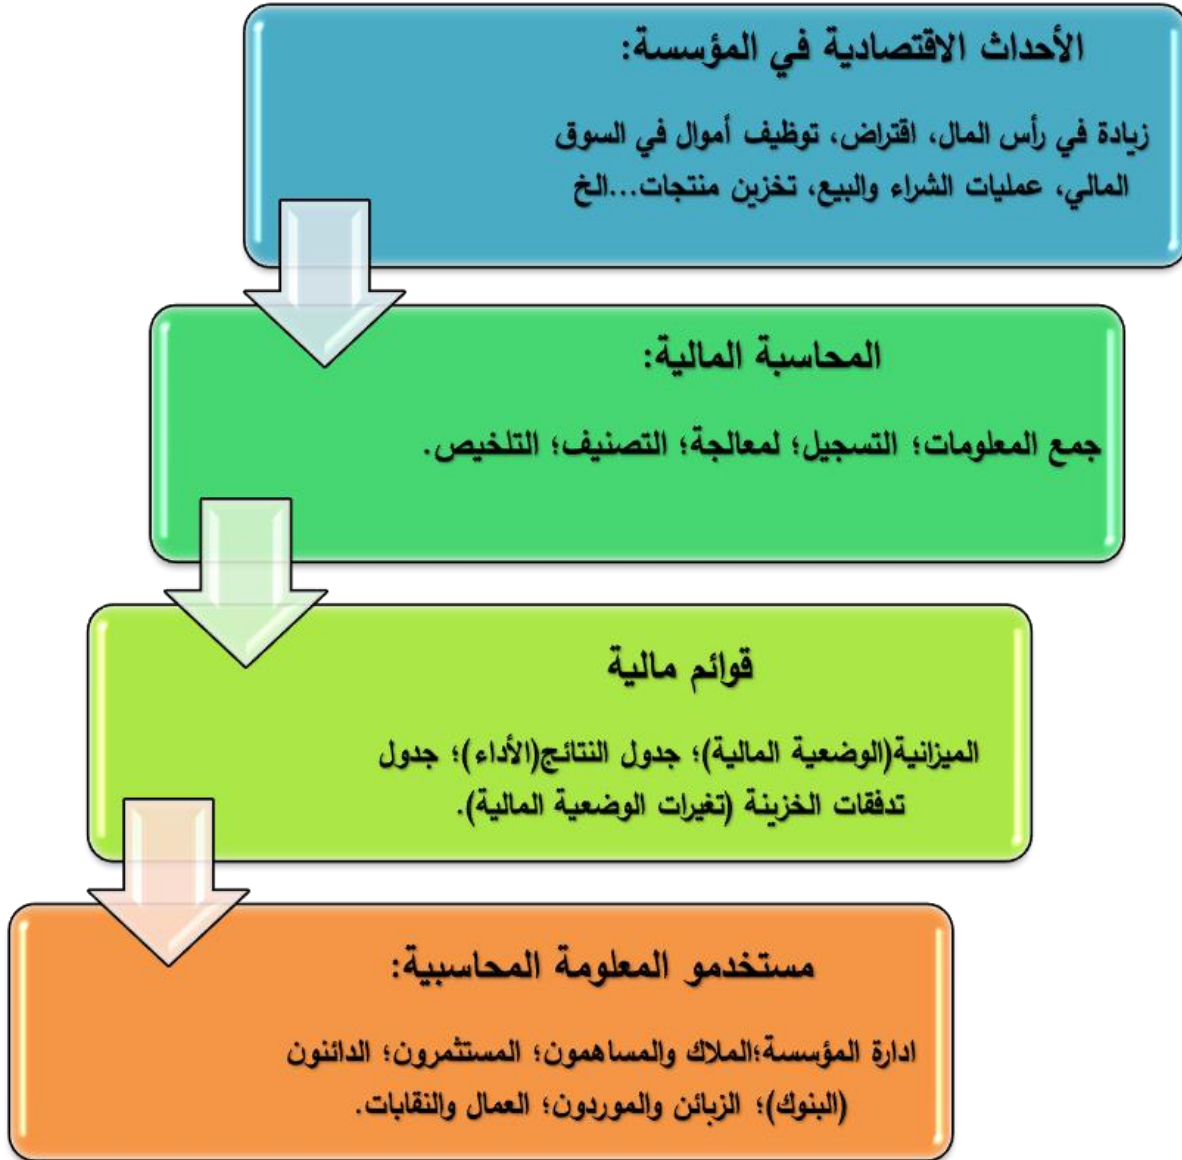 الأحداث الاقتصادية في المؤسسة:
زيادة في رأس المال، اقتراض، توظيف أموال في السوق
المالي، عمليات الشراء والبيع، تخزين منتجات...الخ
المحاسبة المالية:
جمع المعلومات؛ التسجيل؛ لمعالجة؛ التصنيف؛ التلخيص.
قوائم مالية
الميزانية(الوضعية المالية)؛ جدول النتائج(الأداء)؛ جدول
تدفقات الخزينة (تغيرات الوضعية المالية).
مستخدمو المعلومة المحاسبية:
ادارة المؤسسة؛الملاك والمساهمون؛ المستثمرون؛ الدائنون
(البنوك)؛ الزبائن والموردون؛ العمال والنقابات.